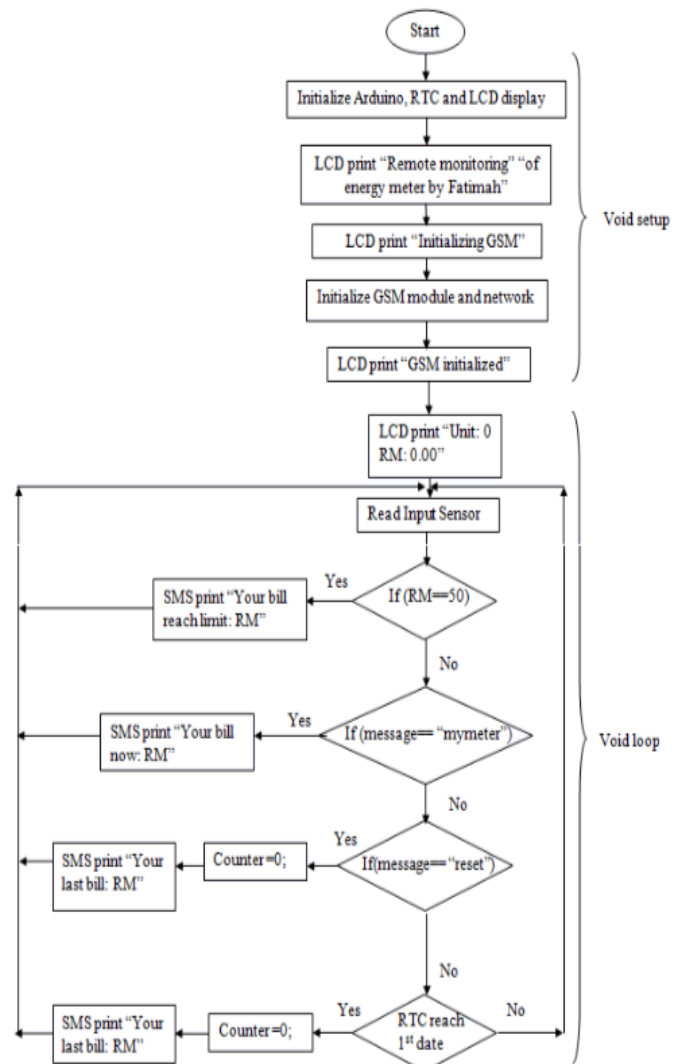 Start
Initialize Arduino, RTC and LCD display
LCD print “Remote monitoring” “of
energy meter by Fatimah”
Void setup
LCD print “Initializing GSM”
Initialize GSM module and network
LCD print “GSM initialized”
LCD print “Unit: 0
RM: 0.00”
Read Input Sensor
If (RM==50)
Yes
SMS print “Your bill
reach limit: RM”
No
If (message== “mymeter”)
Yes
SMS print “Your bill
now: RM”
Void loop
No
If(message== “reset”)
Yes
Counter=0;
SMS print “Your
last bill: RM”
No
RTC reach
1st date
Yes
No
Counter=0;
SMS print “Your
last bill: RM”